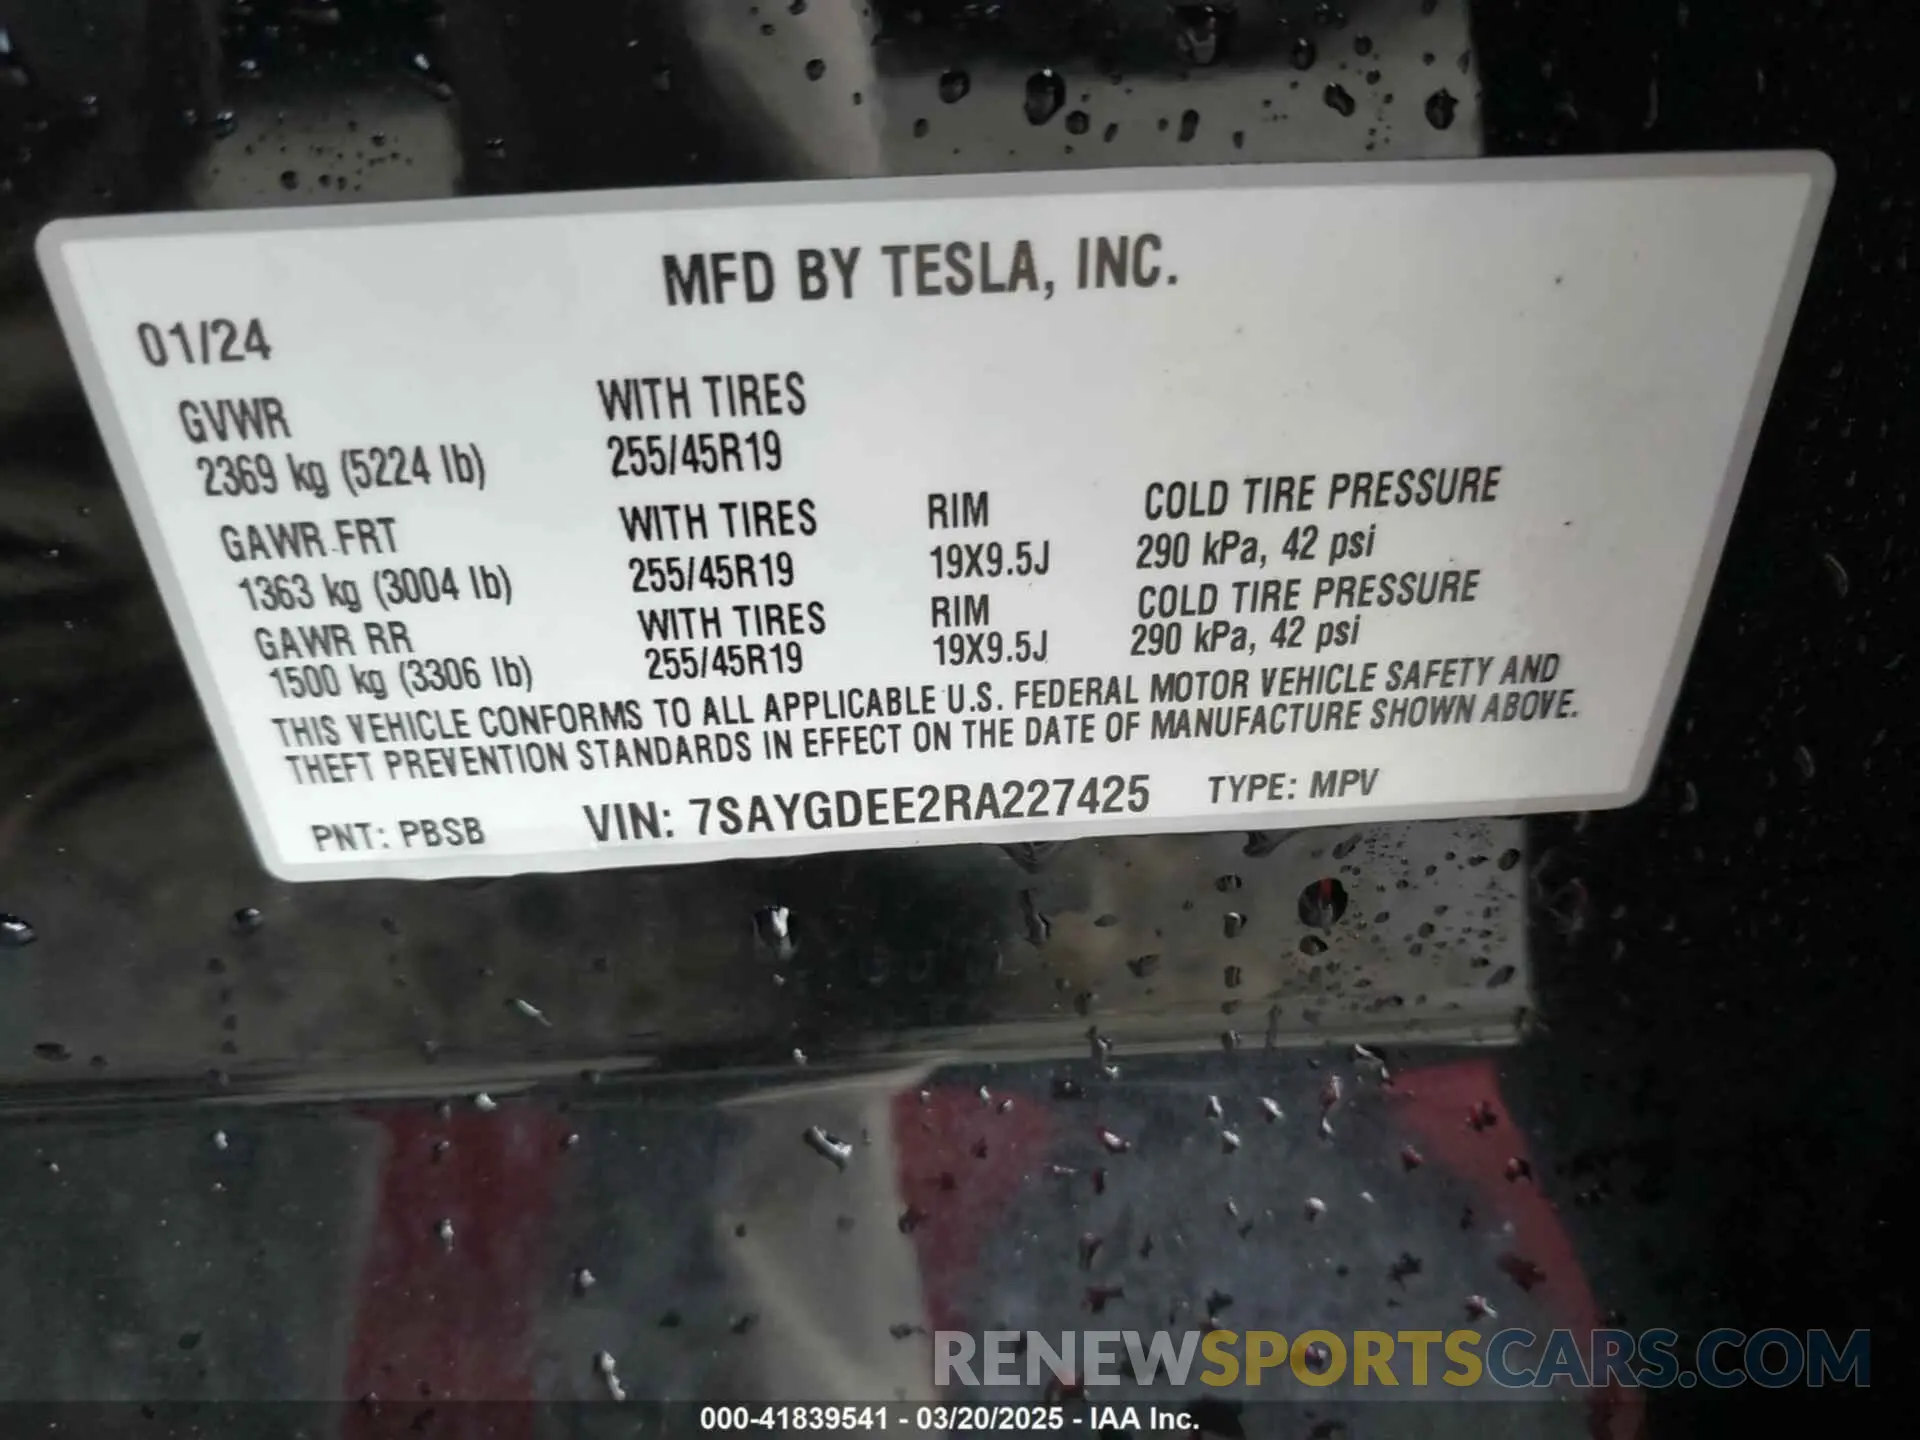 MFD BY TESLA, INC.
01/24
GVWR WITH TIRES
2369 kg (5224 lb) 255/45R19
GAWR FRT WITH TIRES RIM COLD TIRE PRESSURE
1363 kg (3004 lb) 255/45R19 19X9.5J 290 kPa, 42 psi
GAWR RR WITH TIRES RIM COLD TIRE PRESSURE
1500 kg (3306 lb) 255/45R19 19X9.5J 290 kPa, 42 psi
THIS VEHICLE CONFORMS TO ALL APPLICABLE U.S. FEDERAL MOTOR VEHICLE SAFETY AND
THEFT PREVENTION STANDARDS IN EFFECT ON THE DATE OF MANUFACTURE SHOWN ABOVE.
PNT: PBSB VIN: 7SAYGDEE2RA227425 TYPE: MPV
RENEWSPORTSCARS.COM
000-41839541 - 03/20/2025 - IAA Inc.